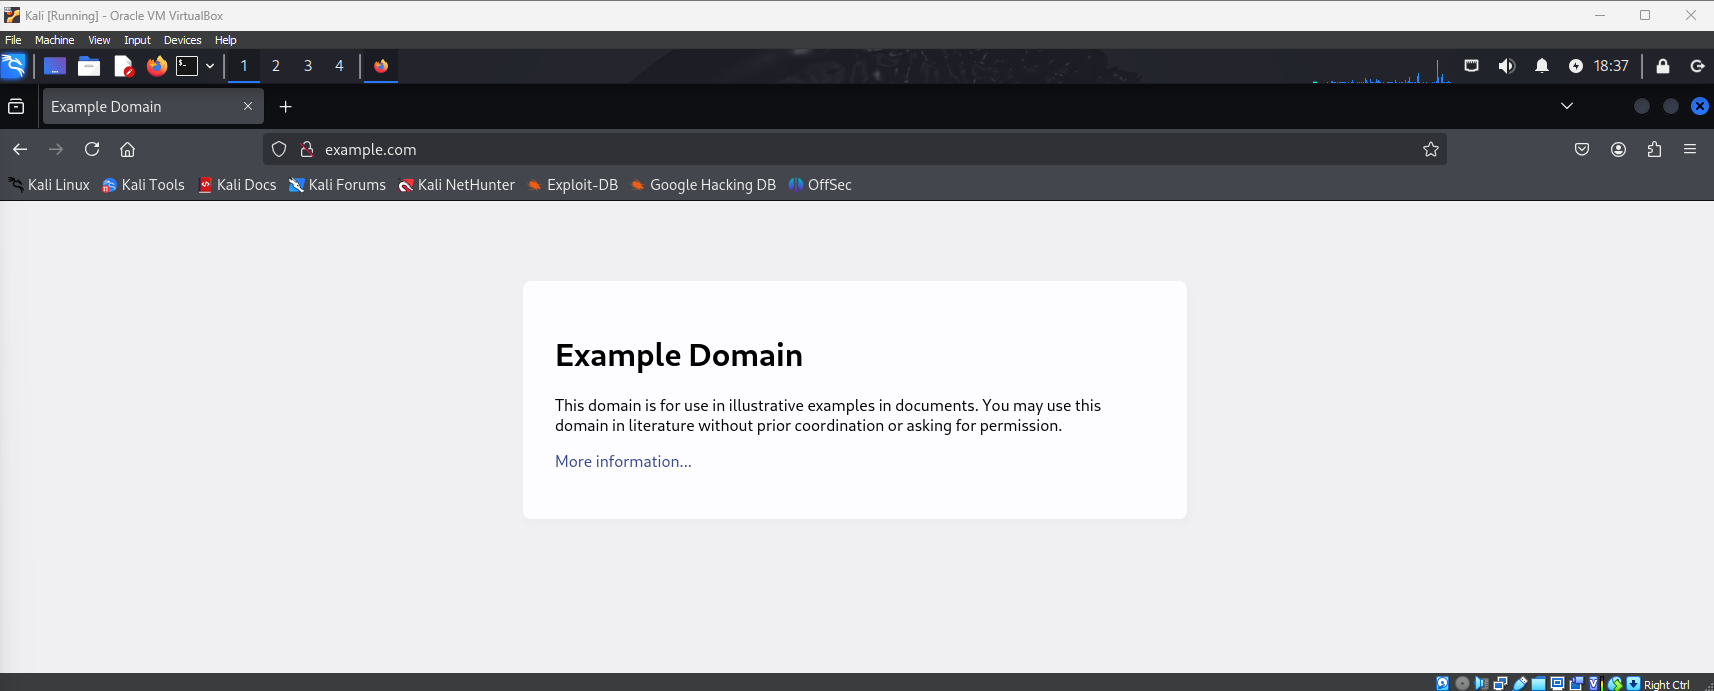 Kali [Running] - Oracle VM VirtualBox
File Machine View Input Devices Help
1 2 3 4 18:37
Example Domain
example.com
Kali Linux Kali Tools Kali Docs Kali Forums Kali NetHunter Exploit-DB Google Hacking DB OffSec
Example Domain
This domain is for use in illustrative examples in documents. You may use this
domain in literature without prior coordination or asking for permission.
More information...
Right Ctrl